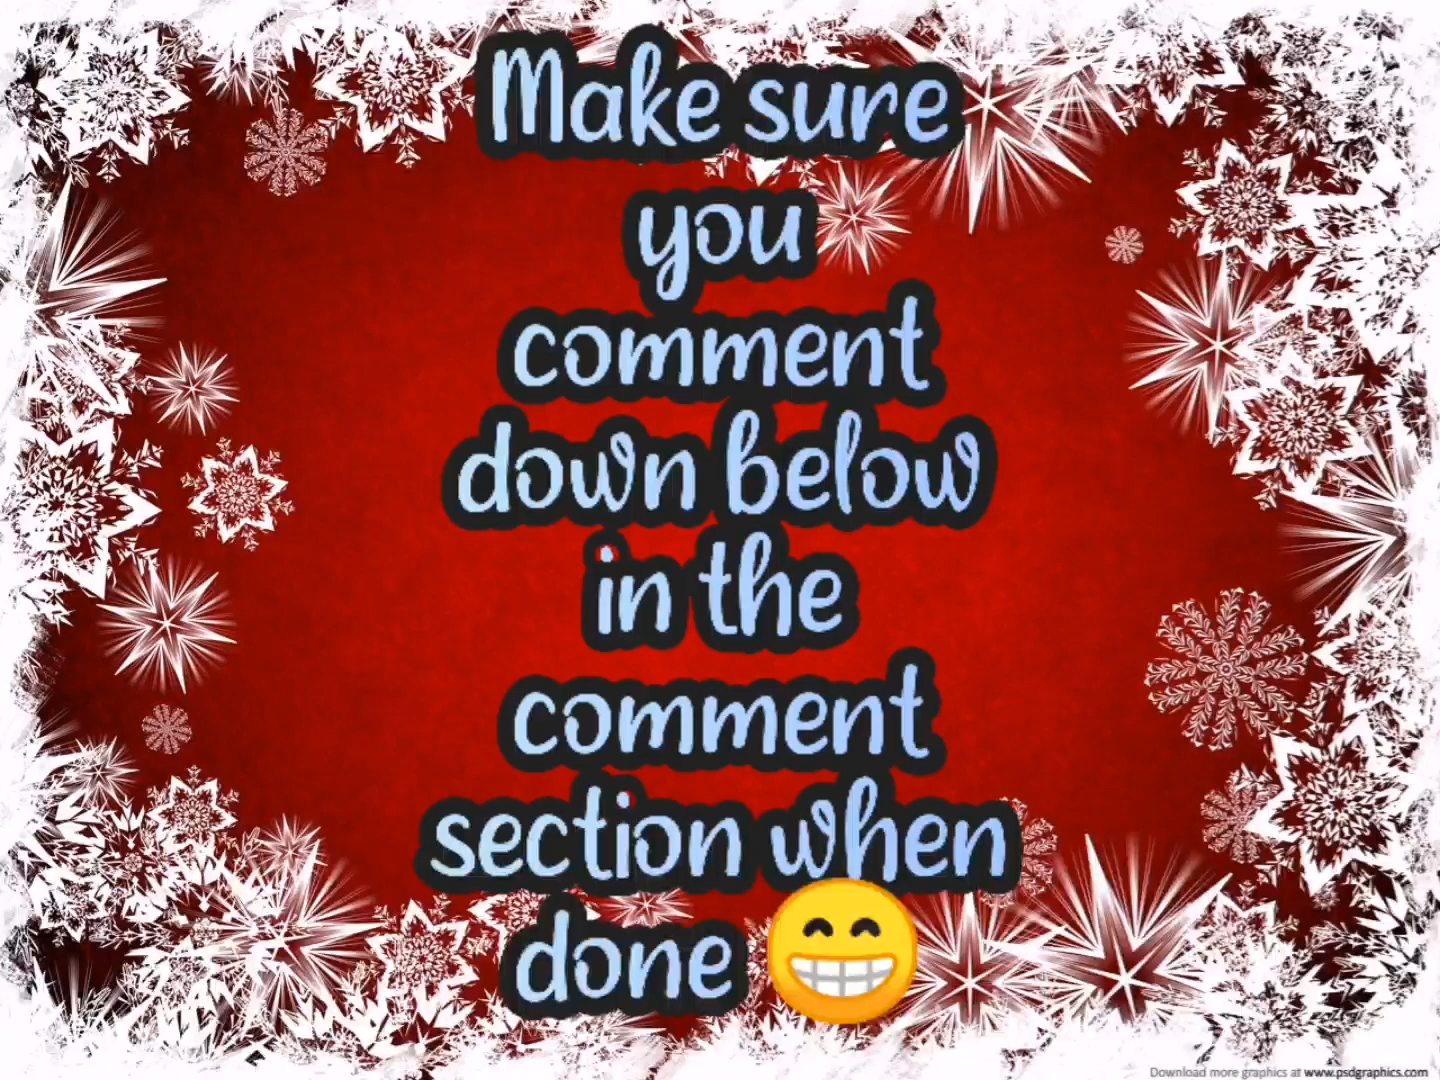 Make sure
you
comment
down below
in the
comment
section when
done 😁
Download more graphics at www.psdgraphics.com